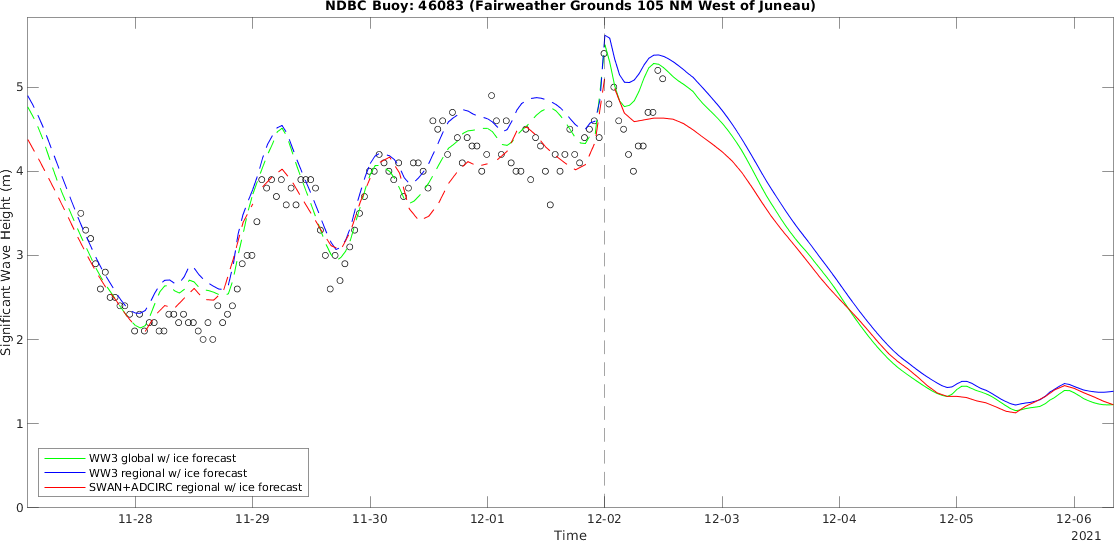 NDBC Buoy: 46083 (Fairweather Grounds 105 NM West of Juneau)
Significant Wave Height (m)
5
4
3
2
1
0
WW3 global w/ ice forecast
WW3 regional w/ ice forecast
SWAN+ADCIRC regional w/ ice forecast
11-28 11-29 11-30 12-01 12-02 12-03 12-04 12-05 12-06
Time
2021